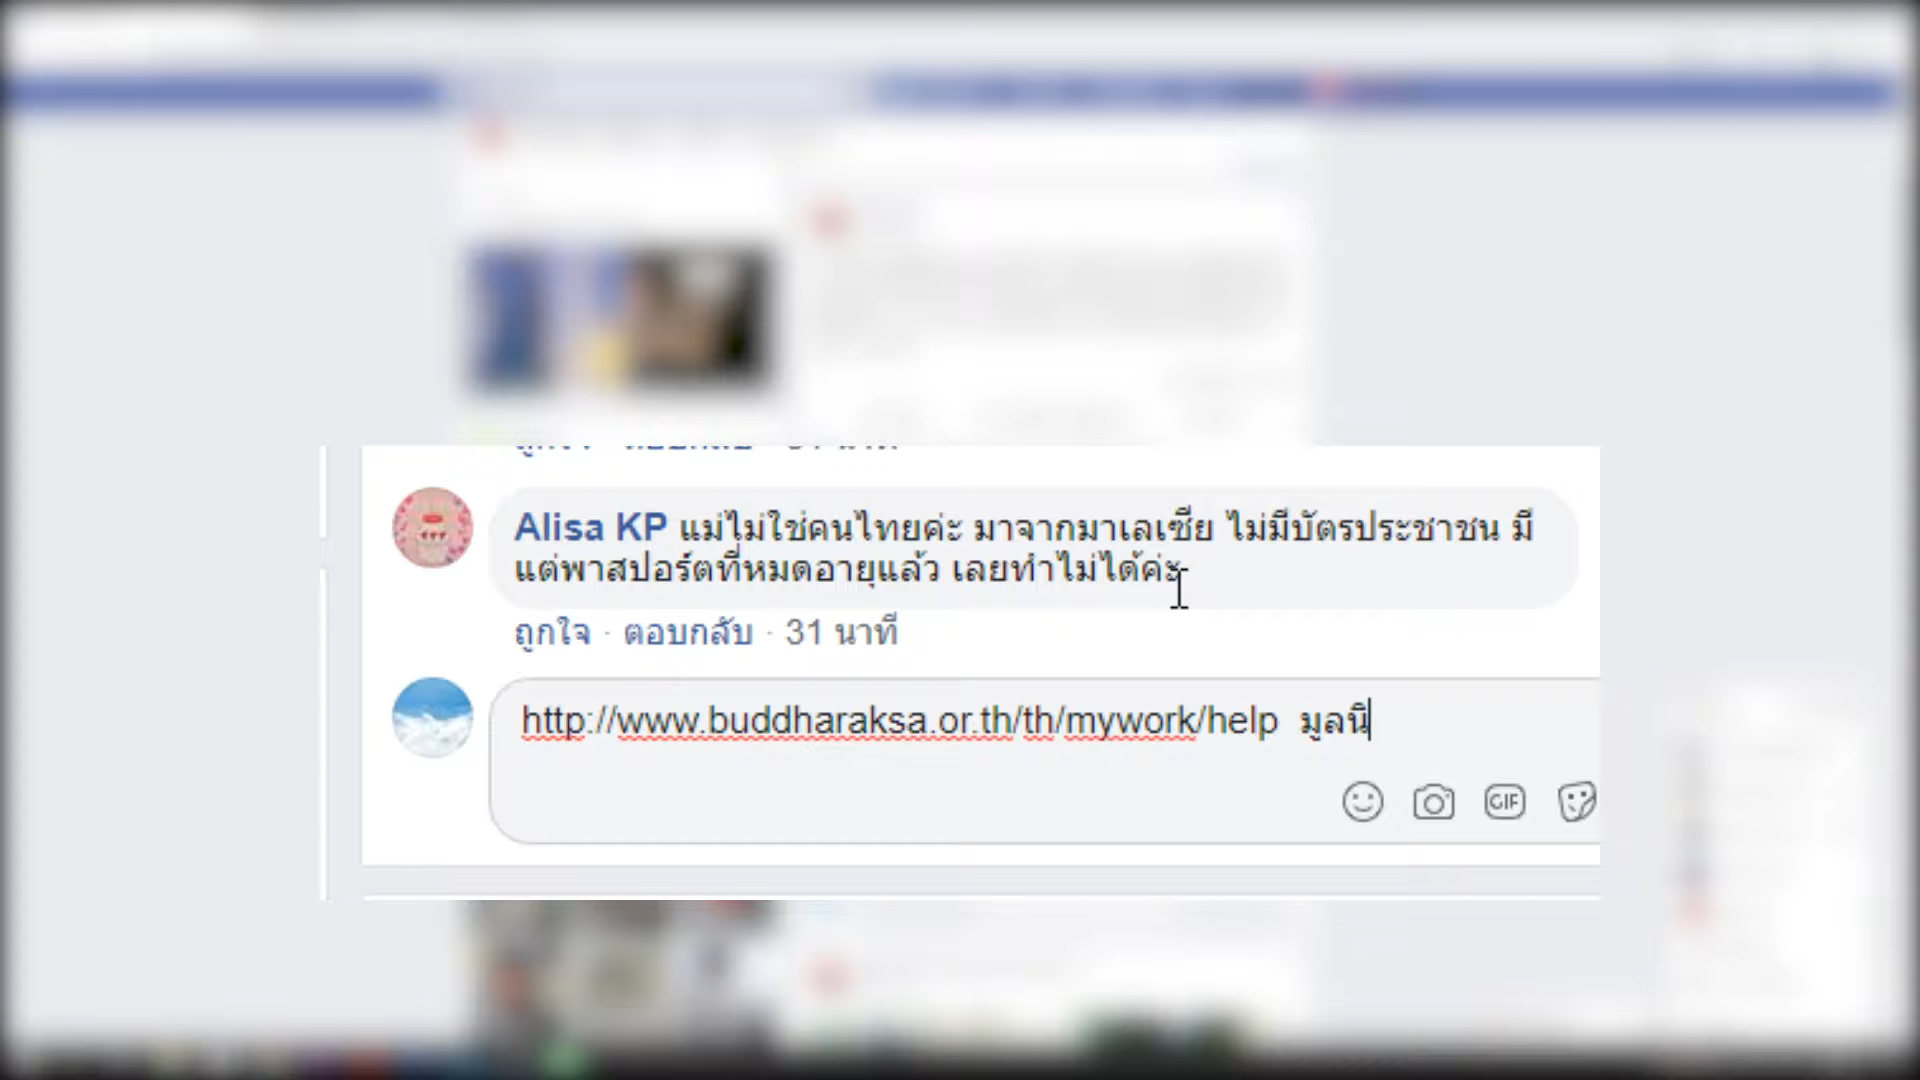 Alisa KP แม่ไม่ใช่คนไทยค่ะ มาจากมาเลเซีย ไม่มีบัตรประชาชน มี
แต่พาสปอร์ตที่หมดอายุแล้ว เลยทำไม่ได้ค่ะ
ถูกใจ · ตอบกลับ · 31 นาที
http://www.buddharaksa.or.th/th/mywork/help มูลนิ
GIF